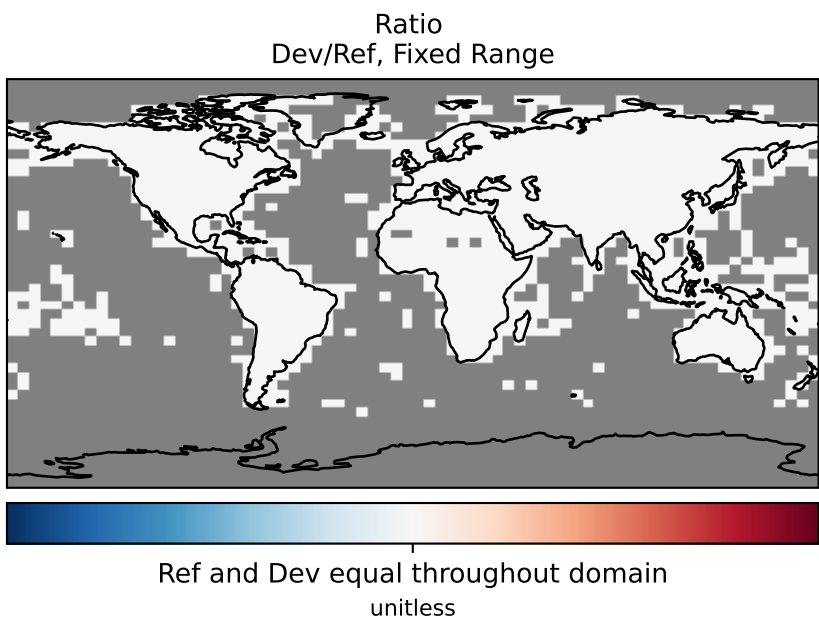 Ratio
Dev/Ref, Fixed Range
Ref and Dev equal throughout domain
unitless